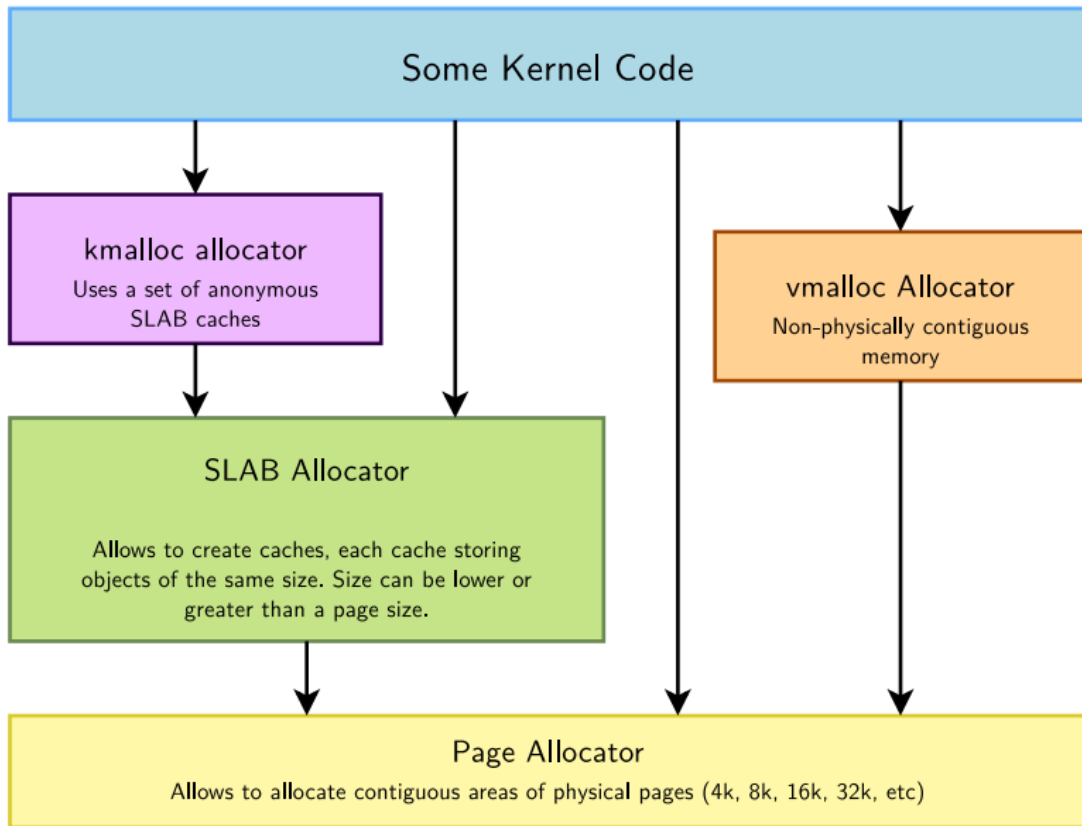 Some Kernel Code
kmalloc allocator
Uses a set of anonymous
SLAB caches
vmalloc Allocator
Non-physically contiguous
memory
SLAB Allocator
Allows to create caches, each cache storing
objects of the same size. Size can be lower or
greater than a page size.
Page Allocator
Allows to allocate contiguous areas of physical pages (4k, 8k, 16k, 32k, etc)